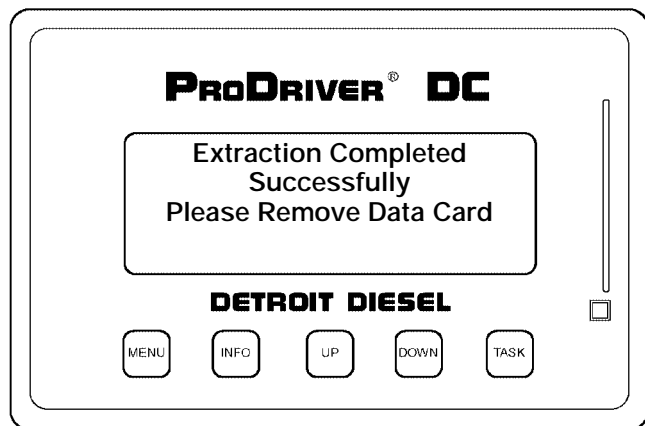 PRODRIVER® DC
Extraction Completed
Successfully
Please Remove Data Card
DETROIT DIESEL
MENU INFO UP DOWN TASK